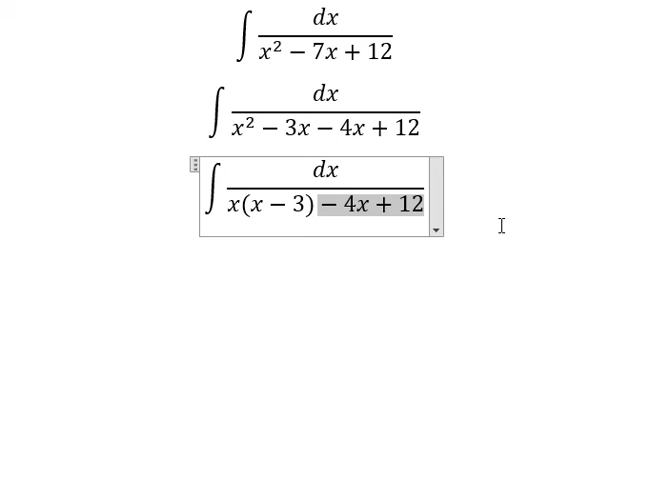 ∫ dx / (x² − 7x + 12)
∫ dx / (x² − 3x − 4x + 12)
∫ dx / (x(x − 3) − 4x + 12)